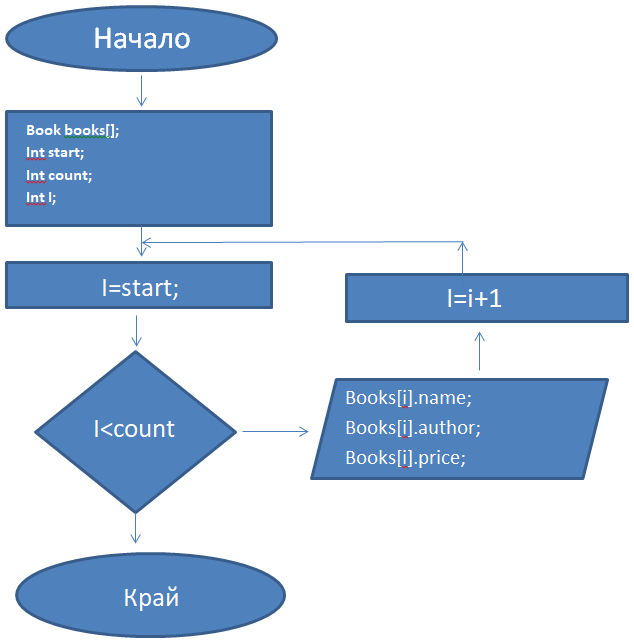 Начало
Book books[];
Int start;
Int count;
Int I;
I=start;
I=i+1
I<count
Books[i].name;
Books[i].author;
Books[i].price;
Край